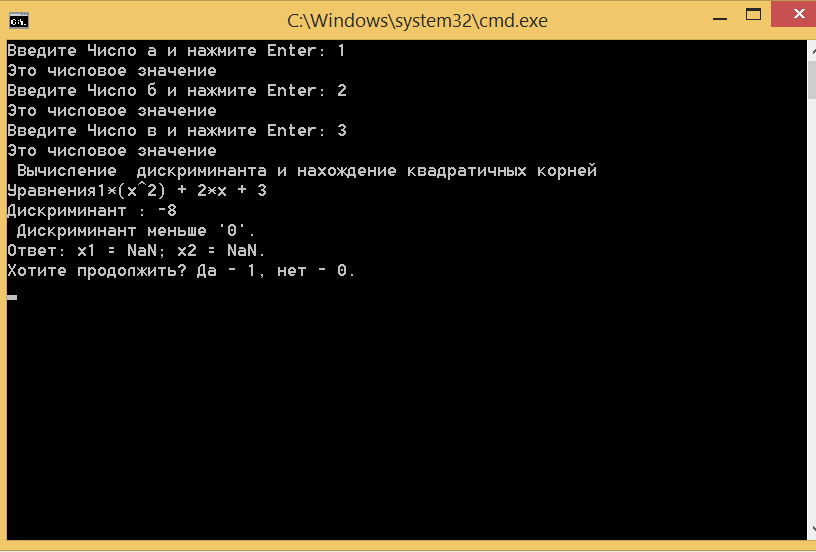 C:\Windows\system32\cmd.exe
Введите Число а и нажмите Enter: 1
Это числовое значение
Введите Число б и нажмите Enter: 2
Это числовое значение
Введите Число в и нажмите Enter: 3
Это числовое значение
Вычисление  дискриминанта и нахождение квадратичных корней
Уравнения1*(x^2) + 2*x + 3
Дискриминант : -8
Дискриминант меньше '0'.
Ответ: x1 = NaN; x2 = NaN.
Хотите продолжить? Да - 1, нет - 0.